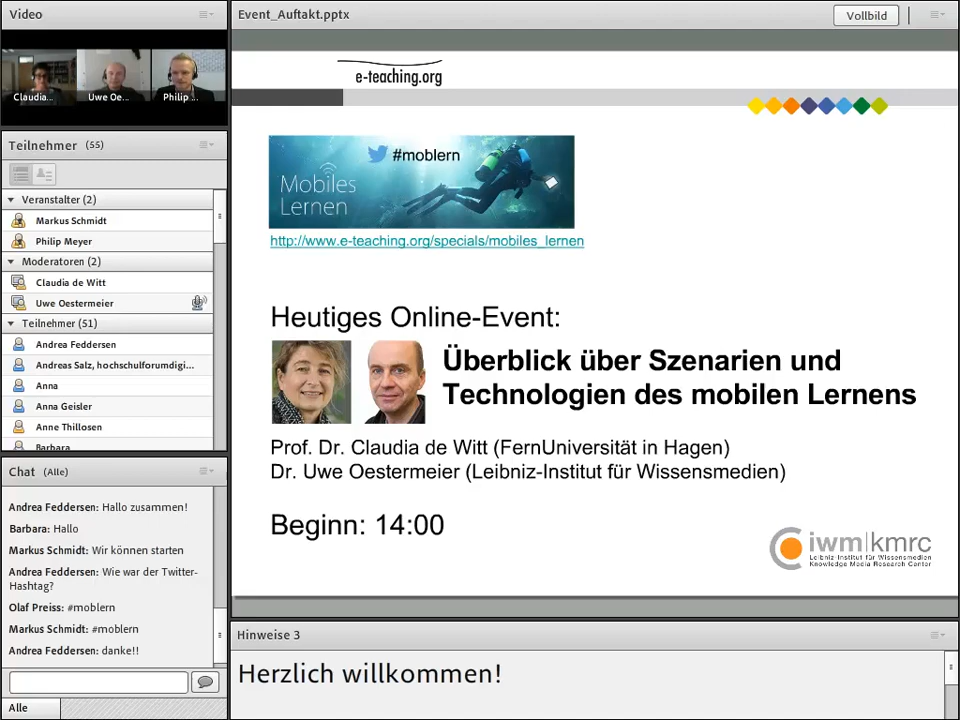 Video
Claudia...
Uwe Oe...
Philip ...
Teilnehmer (55)
Veranstalter (2)
Markus Schmidt
Philip Meyer
Moderatoren (2)
Claudia de Witt
Uwe Oestermeier
Teilnehmer (51)
Andrea Feddersen
Andreas Salz, hochschulforumdigi...
Anna
Anna Geisler
Anne Thillosen
Barbara
Chat (Alle)
Andrea Feddersen: Hallo zusammen!
Barbara: Hallo
Markus Schmidt: Wir können starten
Andrea Feddersen: Wie war der Twitter-
Hashtag?
Olaf Preiss: #moblern
Markus Schmidt: #moblern
Andrea Feddersen: danke!!
Alle
Event_Auftakt.pptx
Vollbild
e-teaching.org
#moblern
Mobiles
Lernen
http://www.e-teaching.org/specials/mobiles_lernen
Heutiges Online-Event:
Überblick über Szenarien und
Technologien des mobilen Lernens
Prof. Dr. Claudia de Witt (FernUniversität in Hagen)
Dr. Uwe Oestermeier (Leibniz-Institut für Wissensmedien)
Beginn: 14:00
iwm|kmrc
Leibniz-Institut für Wissensmedien
Knowledge Media Research Center
Hinweise 3
Herzlich willkommen!